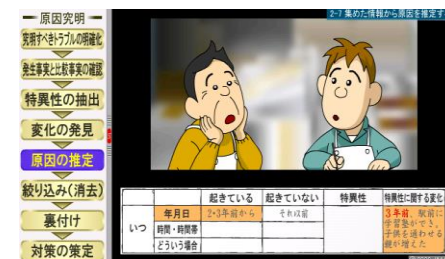 2-7 集めた情報から原因を推定す
原因究明
究明すべきトラブルの明確化
発生事実と比較事実の確認
特異性の抽出
変化の発見
原因の推定
絞り込み(消去)
裏付け
対策の策定
起きている 起きていない 特異性 特異性に関する変化
いつ 年月日 2・3年前から それ以前 3年前、駅前に
学習塾ができ、
子供を通わせる
親が増えた
時間・時間帯
どういう場合